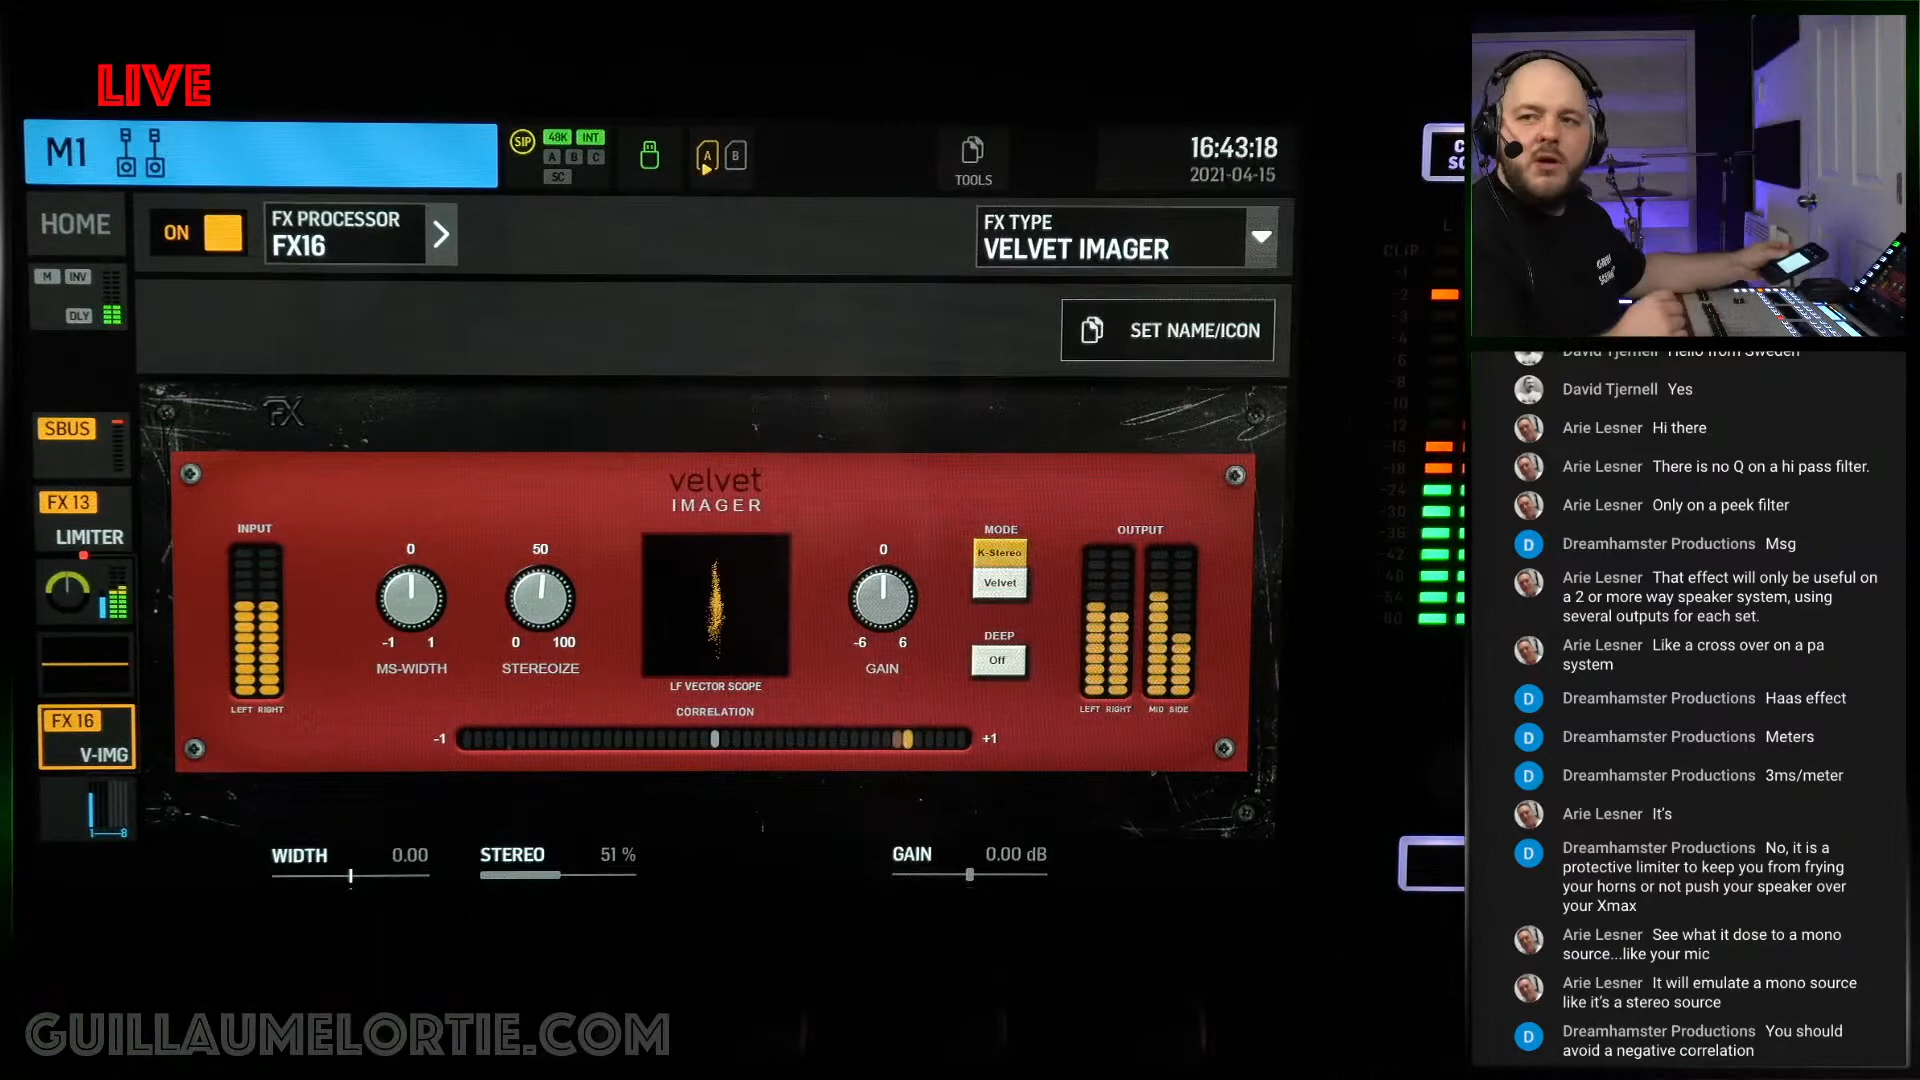 LIVE
M1
SIP
48K INT
A B C
SC
A B
TOOLS
16:43:18
2021-04-15
HOME
ON
FX PROCESSOR
FX16
FX TYPE
VELVET IMAGER
M INV
DLY
SET NAME/ICON
FX
SBUS
FX 13
LIMITER
FX 16
V-IMG
1 8
velvet
IMAGER
INPUT
LEFT RIGHT
0
-1 1
MS-WIDTH
50
0 100
STEREOIZE
LF VECTOR SCOPE
CORRELATION
-1 +1
0
-6 6
GAIN
MODE
K-Stereo
Velvet
DEEP
Off
OUTPUT
LEFT RIGHT MID SIDE
WIDTH 0.00
STEREO 51 %
GAIN 0.00 dB
L
CLIP
GUILLAUMELORTIE.COM
David Tjernell Hello from Sweden
David Tjernell Yes
Arie Lesner Hi there
Arie Lesner There is no Q on a hi pass filter.
Arie Lesner Only on a peek filter
D Dreamhamster Productions Msg
Arie Lesner That effect will only be useful on
a 2 or more way speaker system, using
several outputs for each set.
Arie Lesner Like a cross over on a pa
system
D Dreamhamster Productions Haas effect
D Dreamhamster Productions Meters
D Dreamhamster Productions 3ms/meter
Arie Lesner It's
D Dreamhamster Productions No, it is a
protective limiter to keep you from frying
your horns or not push your speaker over
your Xmax
Arie Lesner See what it dose to a mono
source...like your mic
Arie Lesner It will emulate a mono source
like it's a stereo source
D Dreamhamster Productions You should
avoid a negative correlation